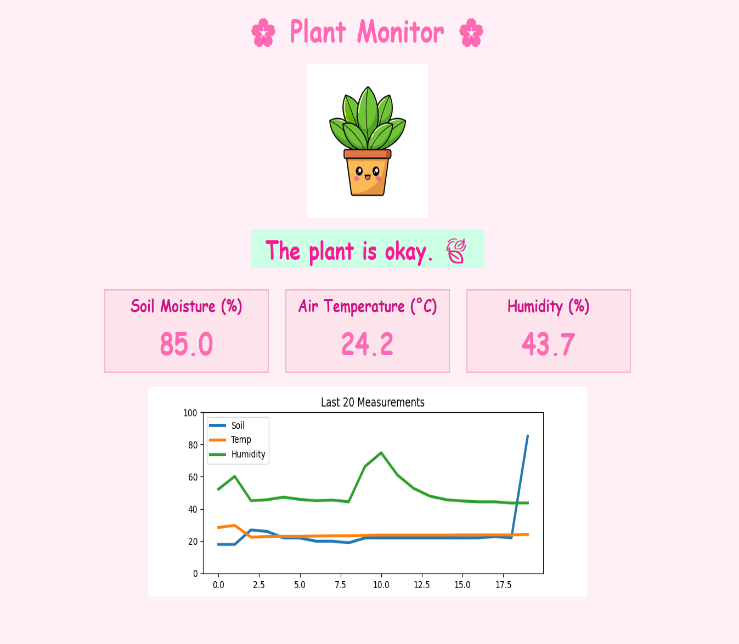 🌸 Plant Monitor 🌸
The plant is okay. 🌿
Soil Moisture (%)
85.0
Air Temperature (°C)
24.2
Humidity (%)
43.7
Last 20 Measurements
Soil
Temp
Humidity
100
80
60
40
20
0
0.0 2.5 5.0 7.5 10.0 12.5 15.0 17.5